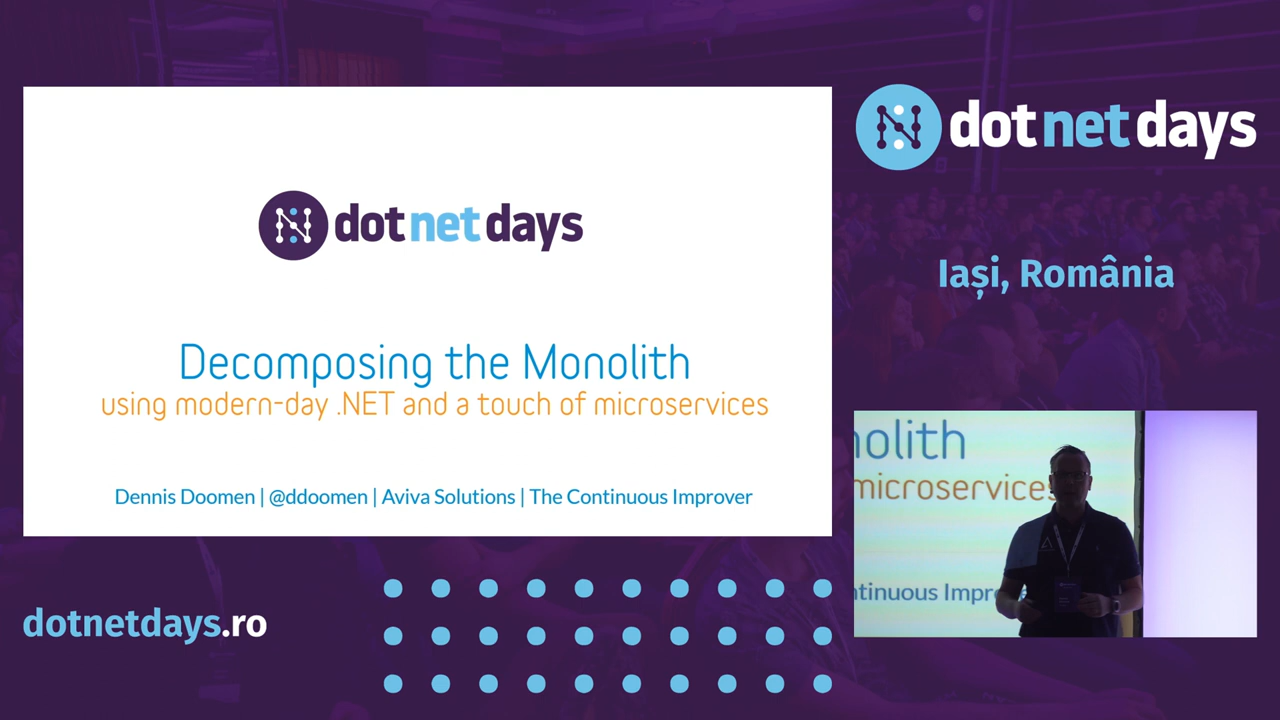 dotnetdays
Decomposing the Monolith
using modern-day .NET and a touch of microservices
Dennis Doomen | @ddoomen | Aviva Solutions | The Continuous Improver
dotnetdays
Iași, România
nolith
microservices
ntinuous Impr
dotnetdays.ro